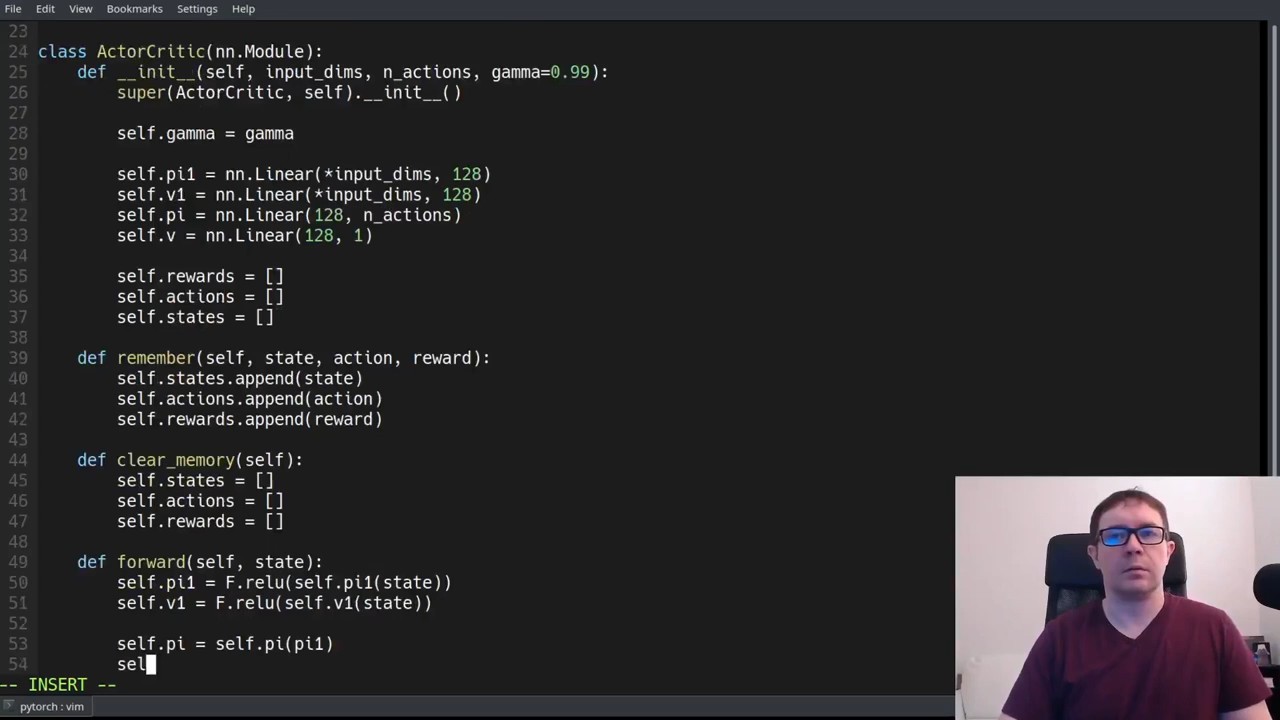 File Edit View Bookmarks Settings Help
23
24 class ActorCritic(nn.Module):
25     def __init__(self, input_dims, n_actions, gamma=0.99):
26         super(ActorCritic, self).__init__()
27
28         self.gamma = gamma
29
30         self.pi1 = nn.Linear(*input_dims, 128)
31         self.v1 = nn.Linear(*input_dims, 128)
32         self.pi = nn.Linear(128, n_actions)
33         self.v = nn.Linear(128, 1)
34
35         self.rewards = []
36         self.actions = []
37         self.states = []
38
39     def remember(self, state, action, reward):
40         self.states.append(state)
41         self.actions.append(action)
42         self.rewards.append(reward)
43
44     def clear_memory(self):
45         self.states = []
46         self.actions = []
47         self.rewards = []
48
49     def forward(self, state):
50         self.pi1 = F.relu(self.pi1(state))
51         self.v1 = F.relu(self.v1(state))
52
53         self.pi = self.pi(pi1)
54         sel
-- INSERT --
pytorch : vim